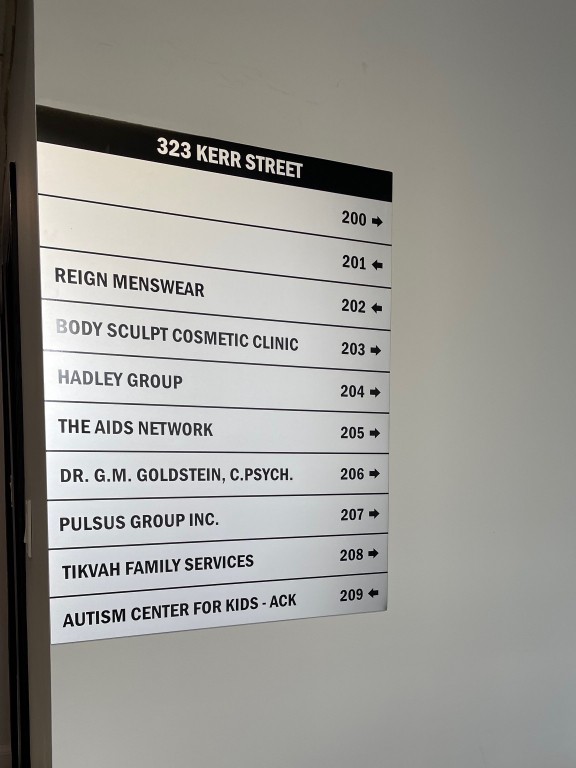 323 KERR STREET
200 →
201 ←
REIGN MENSWEAR 202 ←
BODY SCULPT COSMETIC CLINIC 203 →
HADLEY GROUP 204 →
THE AIDS NETWORK 205 →
DR. G.M. GOLDSTEIN, C.PSYCH. 206 →
PULSUS GROUP INC. 207 →
TIKVAH FAMILY SERVICES 208 →
AUTISM CENTER FOR KIDS - ACK 209 ←